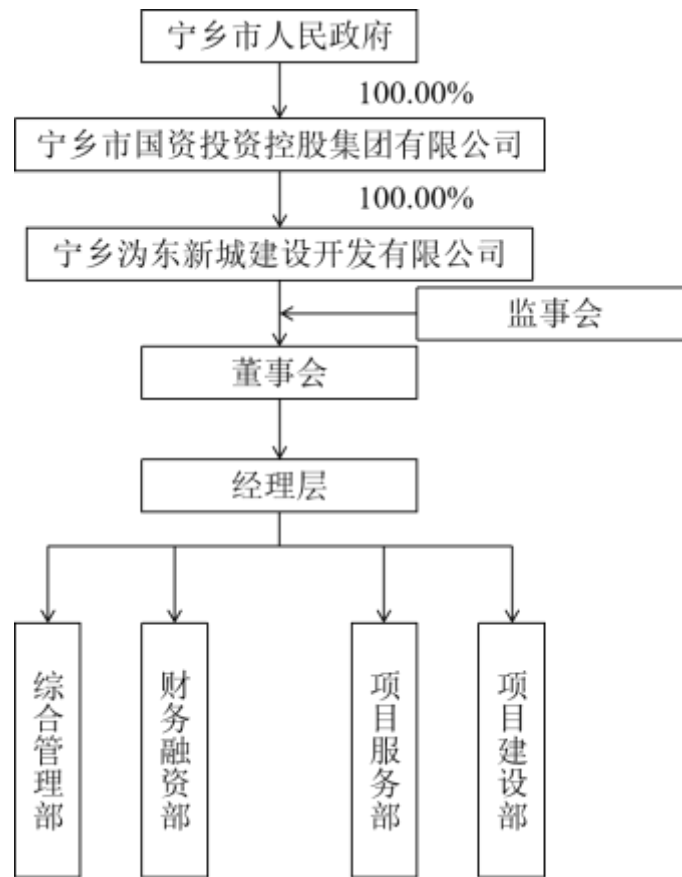 宁乡市人民政府
100.00%
宁乡市国资投资控股集团有限公司
100.00%
宁乡沩东新城建设开发有限公司
监事会
董事会
经理层
综合管理部
财务融资部
项目服务部
项目建设部